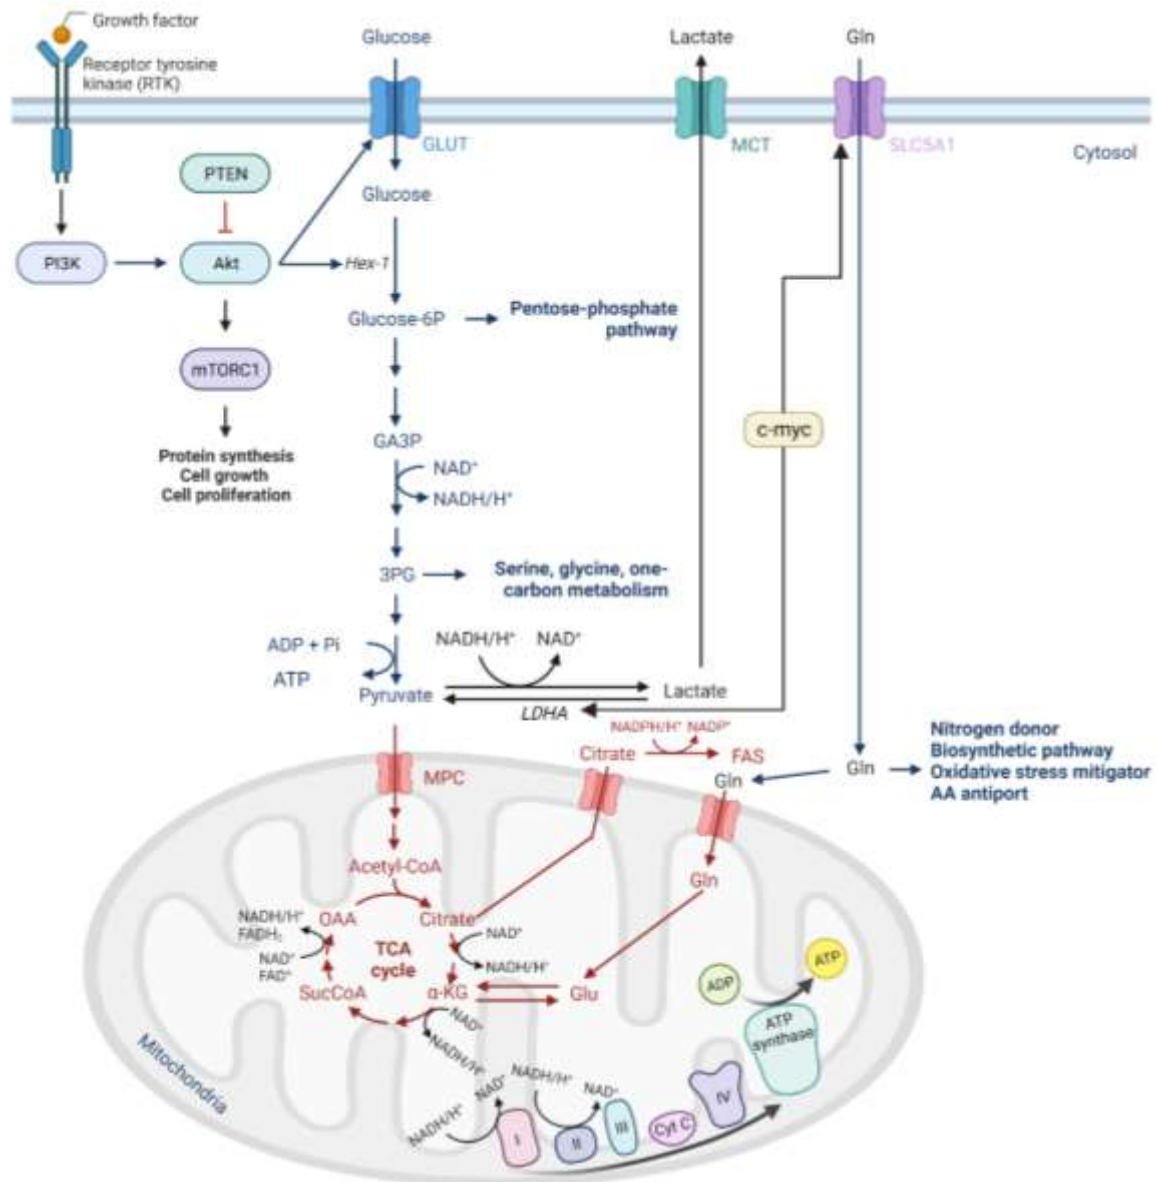 Growth factor
Receptor tyrosine
kinase (RTK)
Glucose
Lactate
Gln
GLUT
MCT
SLC5A1
Cytosol
PTEN
Glucose
PI3K
Akt
Hex-1
Glucose-6P
Pentose-phosphate
pathway
mTORC1
c-myc
Protein synthesis
Cell growth
Cell proliferation
GA3P
NAD⁺
NADH/H⁺
3PG
Serine, glycine, one-
carbon metabolism
ADP + Pi
ATP
NADH/H⁺
NAD⁺
Pyruvate
Lactate
LDHA
NADPH/H⁺
NADP⁺
Citrate
FAS
Gln
Gln
Nitrogen donor
Biosynthetic pathway
Oxidative stress mitigator
AA antiport
MPC
Acetyl-CoA
Gln
NADH/H⁺
FADH₂
OAA
Citrate
NAD⁺
NAD⁺
FAD⁺
TCA
cycle
NADH/H⁺
SucCoA
α-KG
Glu
ADP
ATP
NAD⁺
NADH/H⁺
ATP
synthase
Mitochondria
NADH/H⁺
NAD⁺
NADH/H⁺
NAD⁺
I
II
III
Cyt C
IV